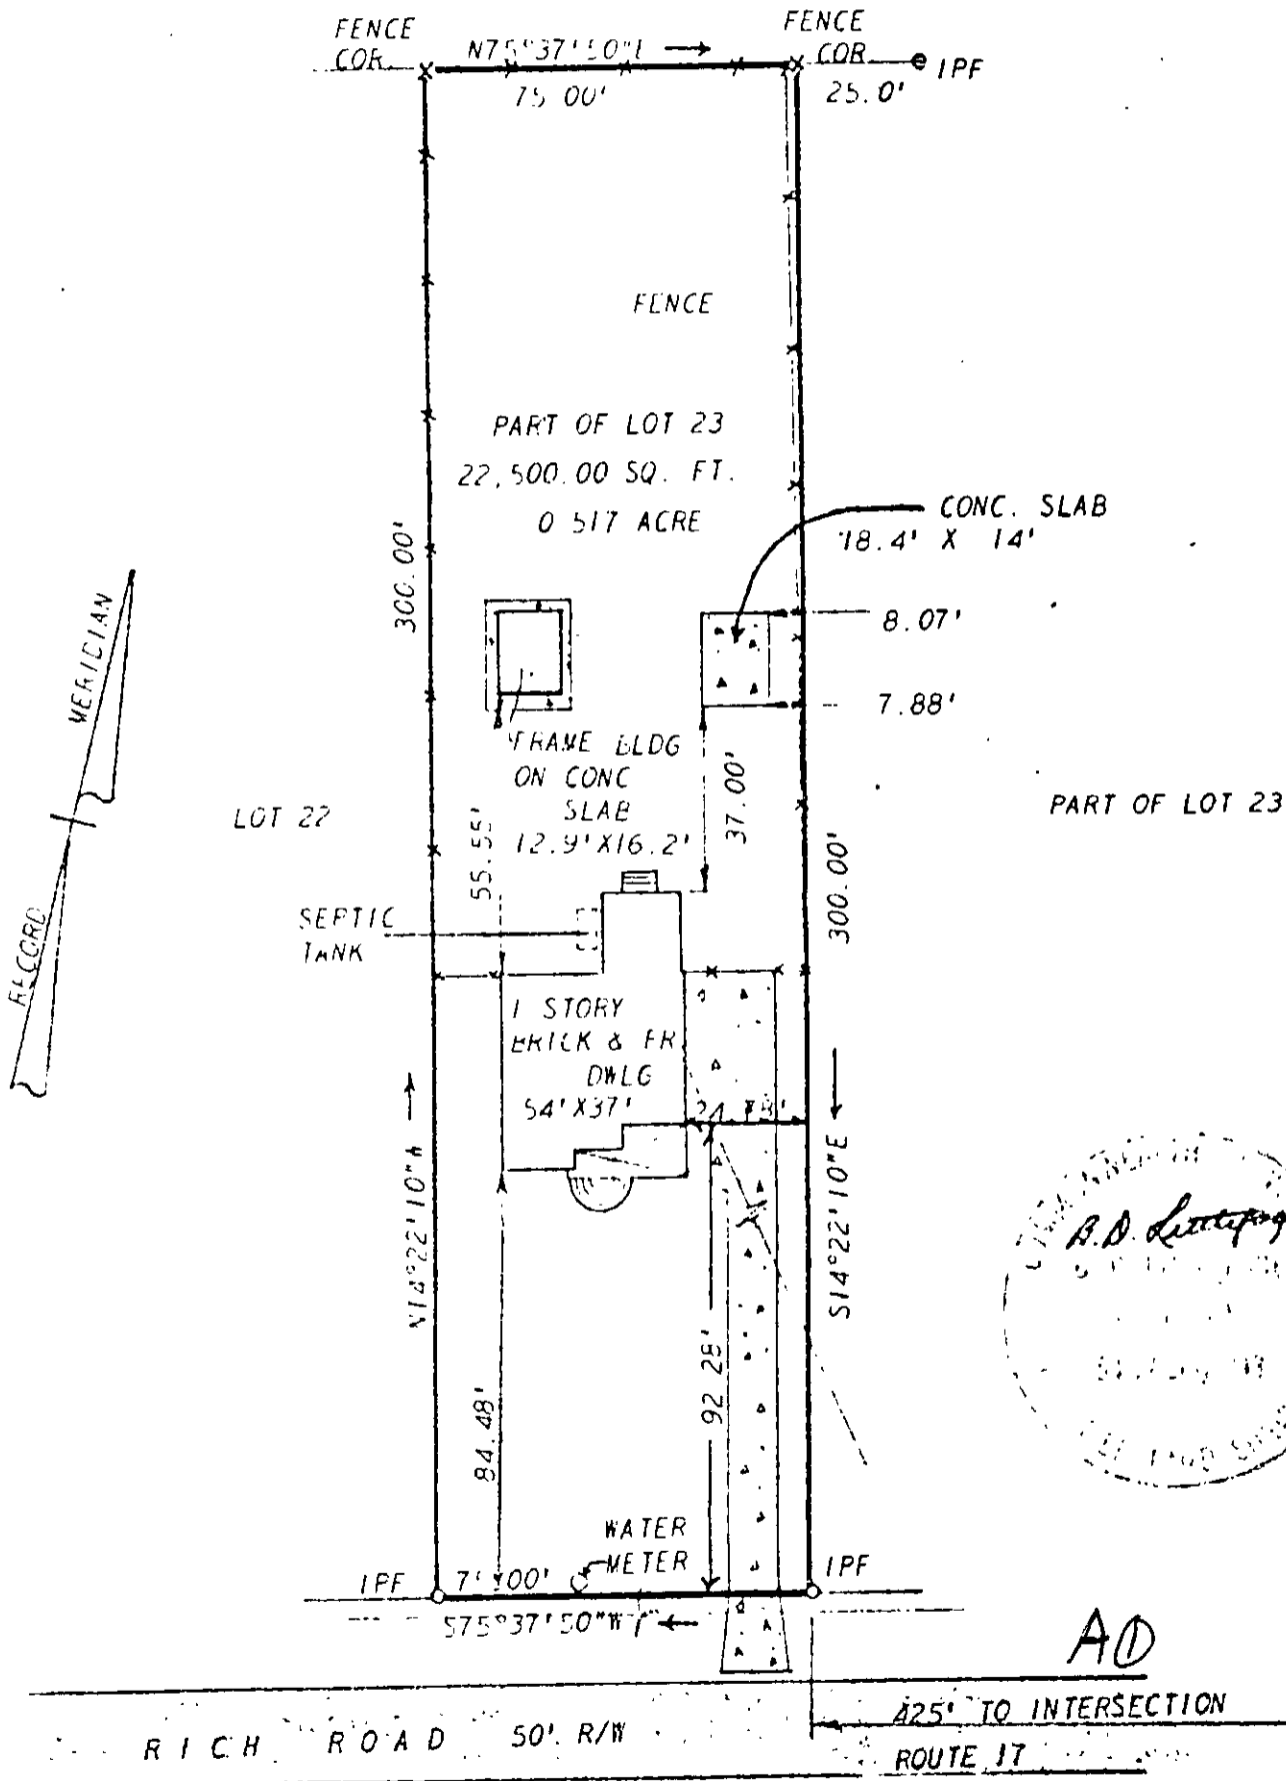 FENCE
COR.
N75°37'50"E
FENCE
COR.
IPF
75.00'
25.0'
FENCE
PART OF LOT 23
22,500.00 SQ. FT.
0.517 ACRE
CONC. SLAB
18.4' X 14'
300.00'
8.07'
7.88'
MERIDIAN
RECORD
FRAME BLDG
ON CONC
SLAB
12.9'X16.2'
37.00'
LOT 22
PART OF LOT 23
55.55'
300.00'
SEPTIC
TANK
1 STORY
BRICK & FR.
DWLG
54'X37'
N14°22'10"W
S14°22'10"E
B.D. Littlepage
84.48'
92.28'
WATER
METER
IPF
IPF
S75°37'50"W
A①
425' TO INTERSECTION
RICH ROAD 50' R/W
ROUTE 17